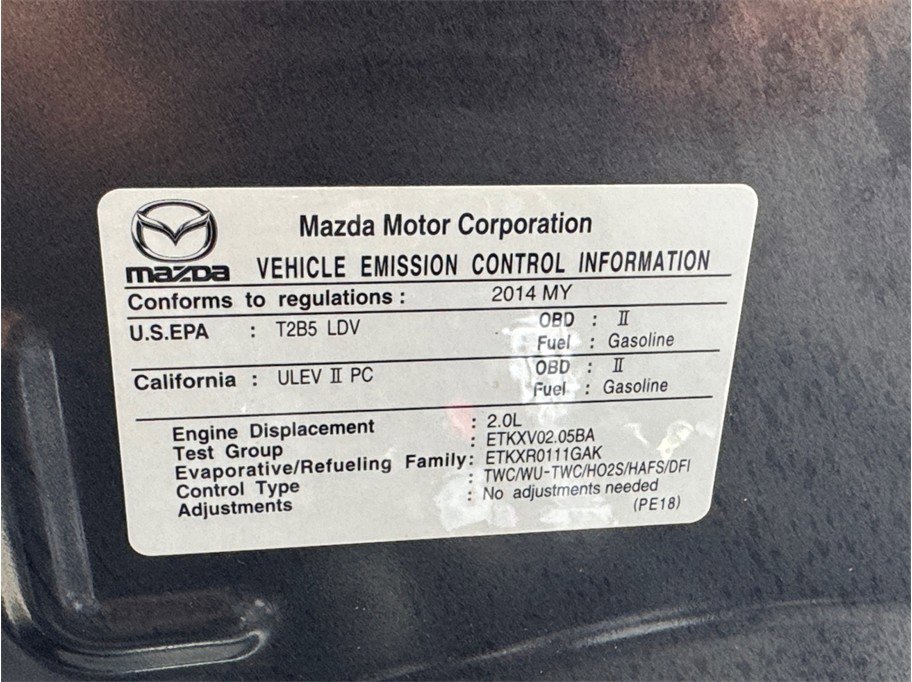 Mazda Motor Corporation
mazda VEHICLE EMISSION CONTROL INFORMATION
Conforms to regulations : 2014 MY
U.S.EPA : T2B5 LDV OBD : II
Fuel : Gasoline
California : ULEV II PC OBD : II
Fuel : Gasoline
Engine Displacement : 2.0L
Test Group : ETKXV02.05BA
Evaporative/Refueling Family: ETKXR0111GAK
Control Type : TWC/WU-TWC/HO2S/HAFS/DFI
Adjustments : No adjustments needed
(PE18)